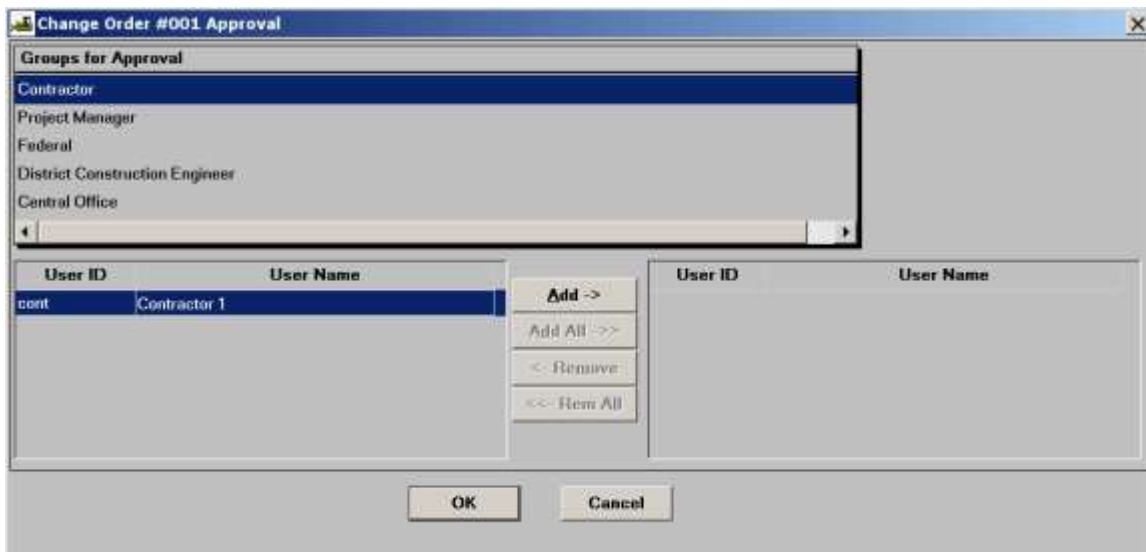 Change Order #001 Approval
Groups for Approval
Contractor
Project Manager
Federal
District Construction Engineer
Central Office
User ID User Name User ID User Name
cont Contractor 1
Add ->
Add All ->>
<- Remove
<<- Rem All
OK Cancel